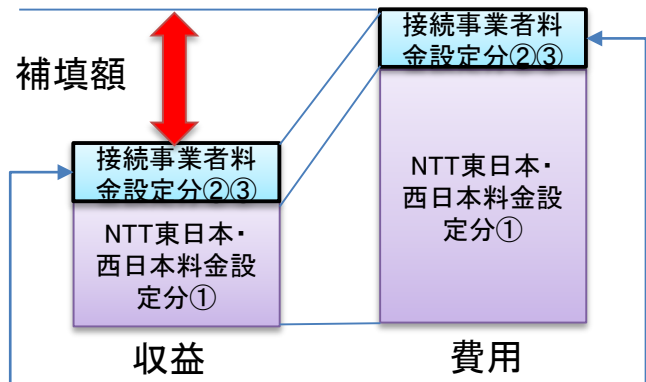 補填額
接続事業者料
金設定分②③
NTT東日本・
西日本料金設
定分①
収益
接続事業者料
金設定分②③
NTT東日本・
西日本料金設
定分①
費用